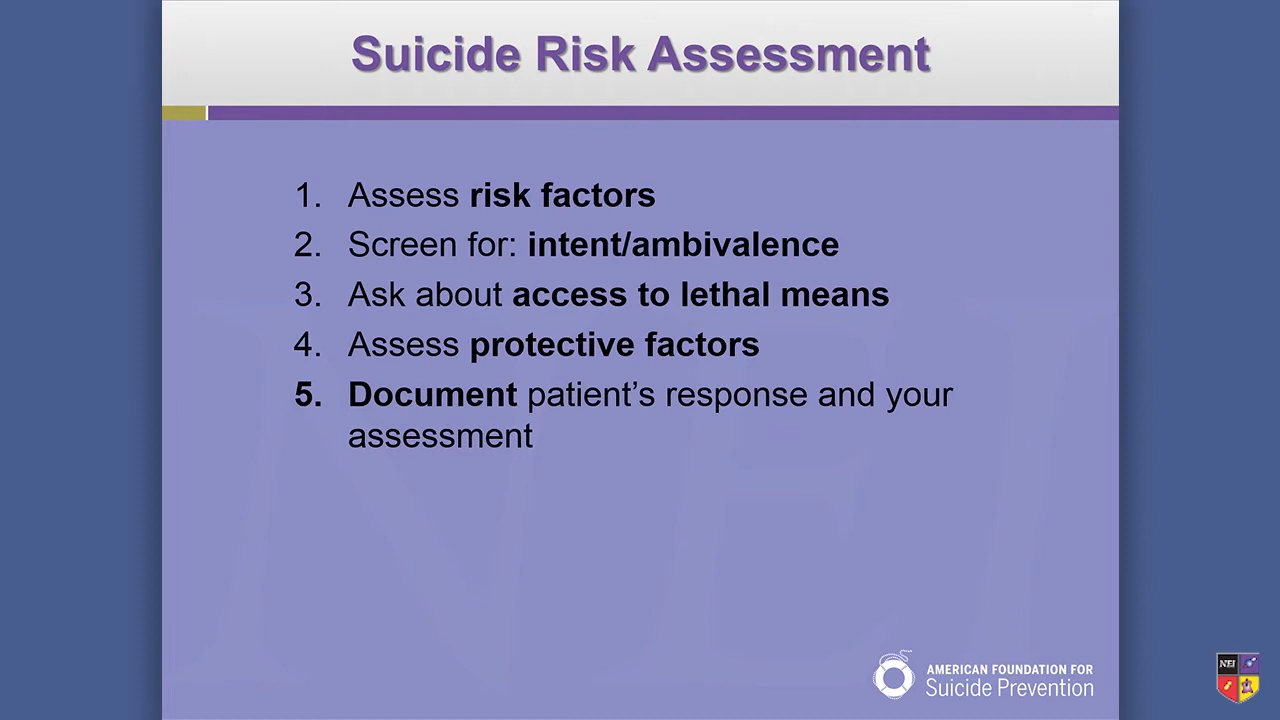 Suicide Risk Assessment
1. Assess risk factors
2. Screen for: intent/ambivalence
3. Ask about access to lethal means
4. Assess protective factors
5. Document patient's response and your
assessment
NEI
AMERICAN FOUNDATION FOR
Suicide Prevention
NEI